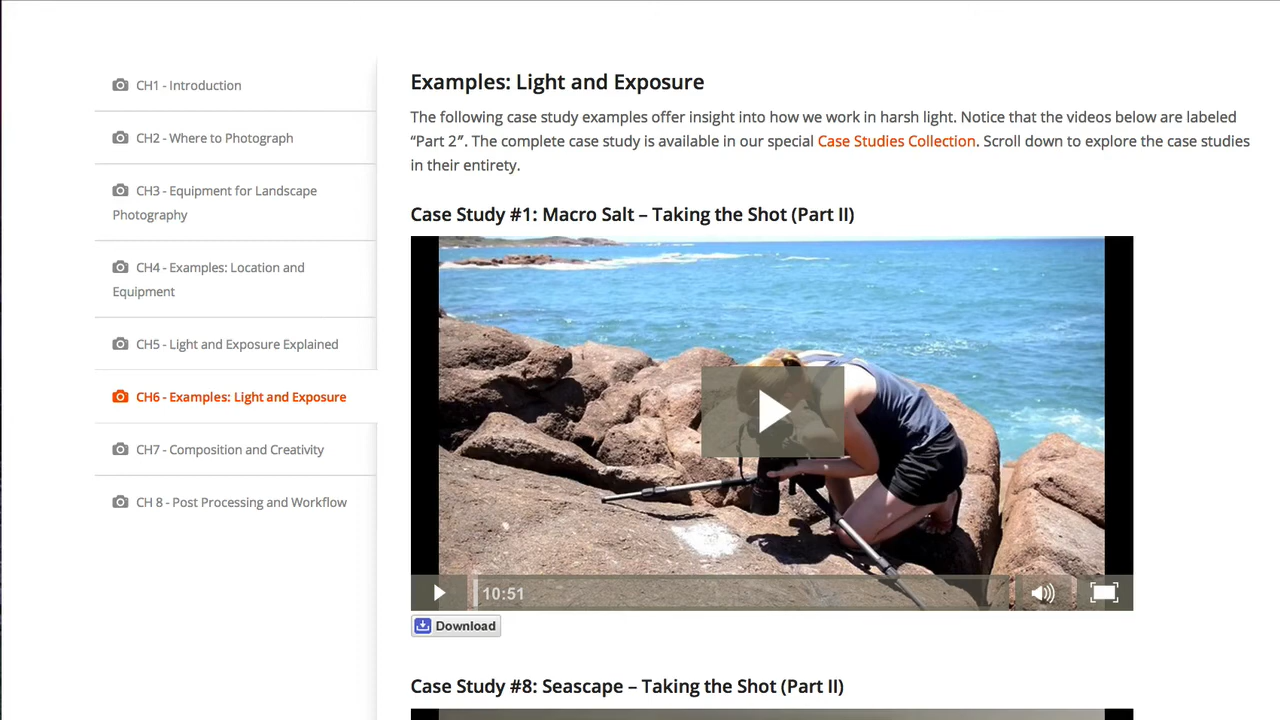 CH1 - Introduction
CH2 - Where to Photograph
CH3 - Equipment for Landscape
Photography
CH4 - Examples: Location and
Equipment
CH5 - Light and Exposure Explained
CH6 - Examples: Light and Exposure
CH7 - Composition and Creativity
CH 8 - Post Processing and Workflow
Examples: Light and Exposure
The following case study examples offer insight into how we work in harsh light. Notice that the videos below are labeled
“Part 2″. The complete case study is available in our special Case Studies Collection. Scroll down to explore the case studies
in their entirety.
Case Study #1: Macro Salt – Taking the Shot (Part II)
10:51
Download
Case Study #8: Seascape – Taking the Shot (Part II)